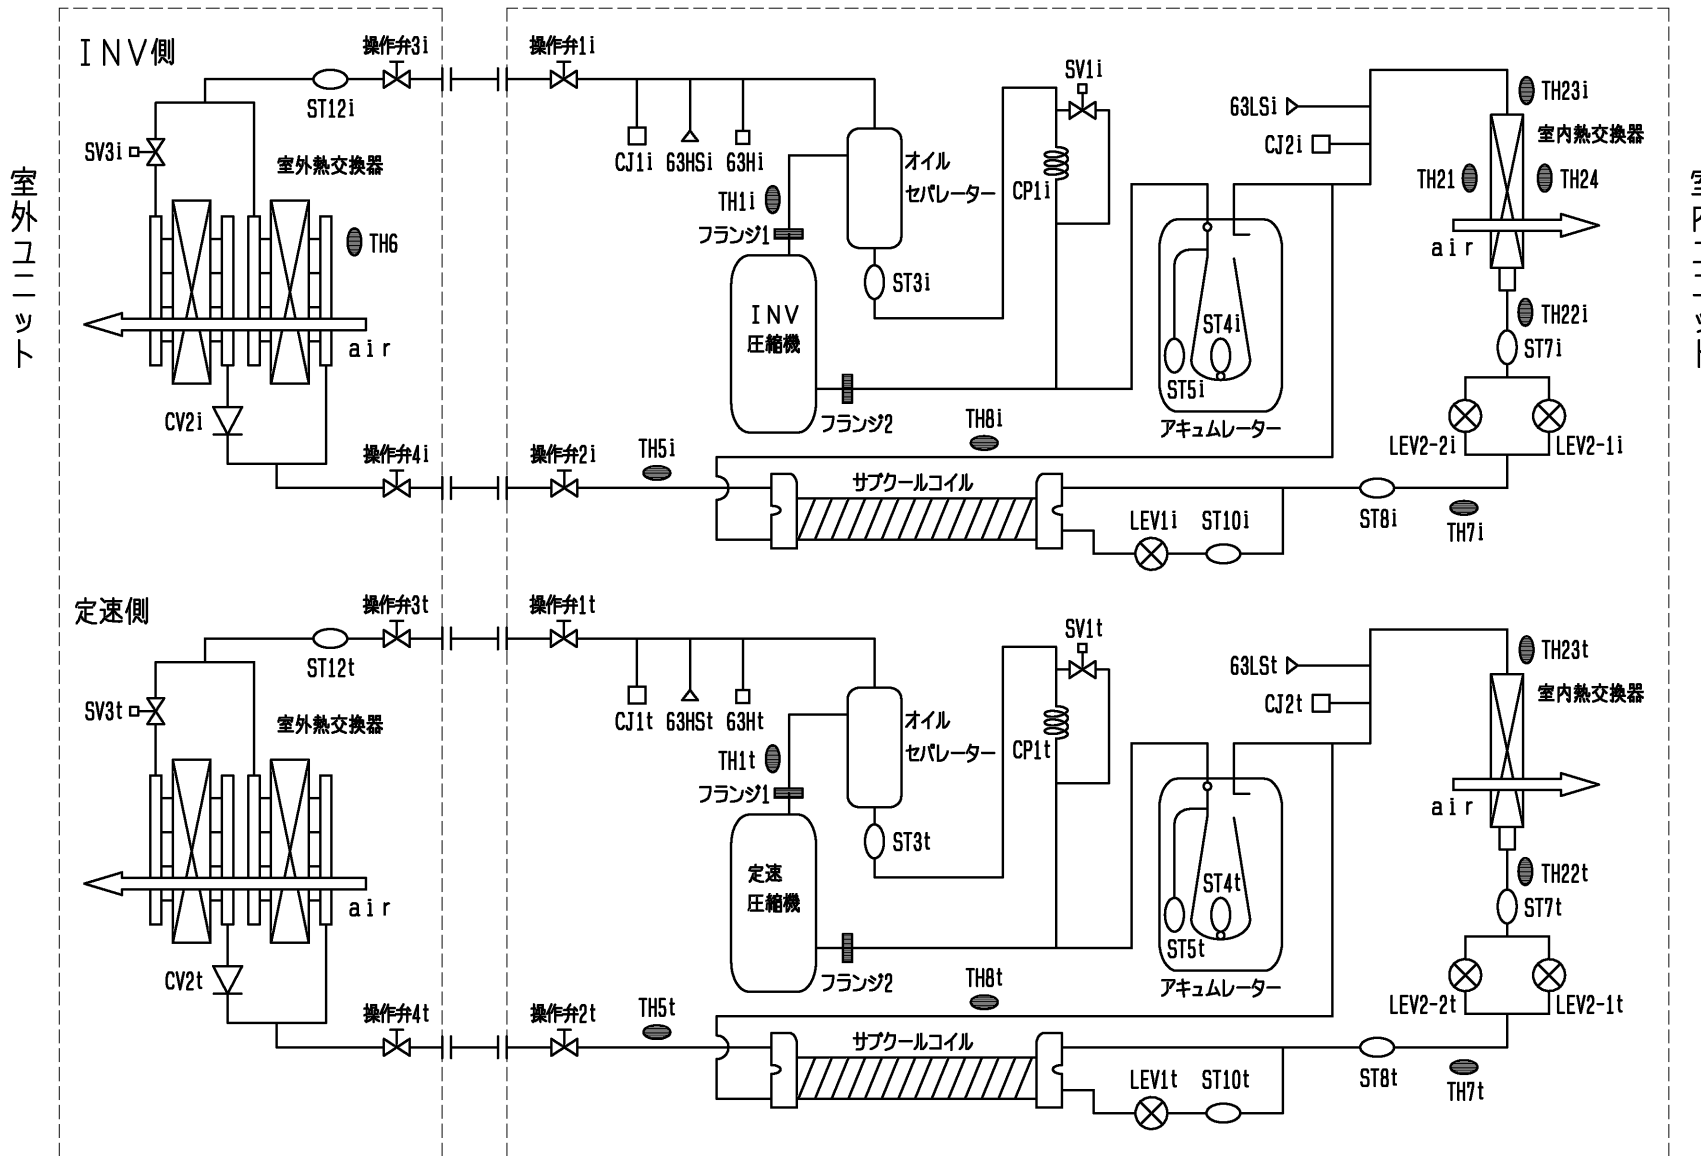 室外ユニット
INV側
操作弁3i
操作弁1i
ST12i
SV3i
室外熱交換器
TH6
air
CV2i
操作弁4i
操作弁2i
TH5i
CJ1i
63HSi
63Hi
TH1i
フランジ1
オイル
セパレーター
ST3i
INV
圧縮機
フランジ2
SV1i
CP1i
ST4i
ST5i
アキュムレーター
TH8i
サブクールコイル
LEV1i
ST10i
63LSi
CJ2i
TH23i
室内熱交換器
TH21
TH24
air
TH22i
ST7i
LEV2-2i
LEV2-1i
ST8i
TH7i
室内ユニット
定速側
操作弁3t
操作弁1t
ST12t
SV3t
室外熱交換器
air
CV2t
操作弁4t
操作弁2t
TH5t
CJ1t
63HSt
63Ht
TH1t
フランジ1
オイル
セパレーター
ST3t
定速
圧縮機
フランジ2
SV1t
CP1t
ST4t
ST5t
アキュムレーター
TH8t
サブクールコイル
LEV1t
ST10t
63LSt
CJ2t
TH23t
室内熱交換器
air
TH22t
ST7t
LEV2-2t
LEV2-1t
ST8t
TH7t